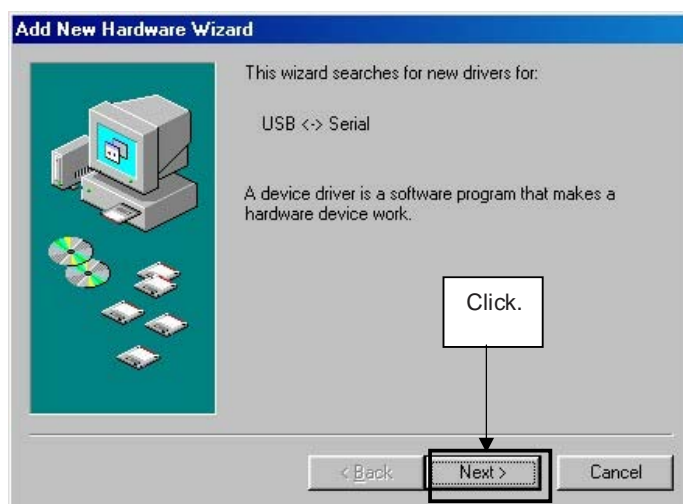 Add New Hardware Wizard
This wizard searches for new drivers for:
USB <-> Serial
A device driver is a software program that makes a
hardware device work.
Click.
< Back
Next >
Cancel